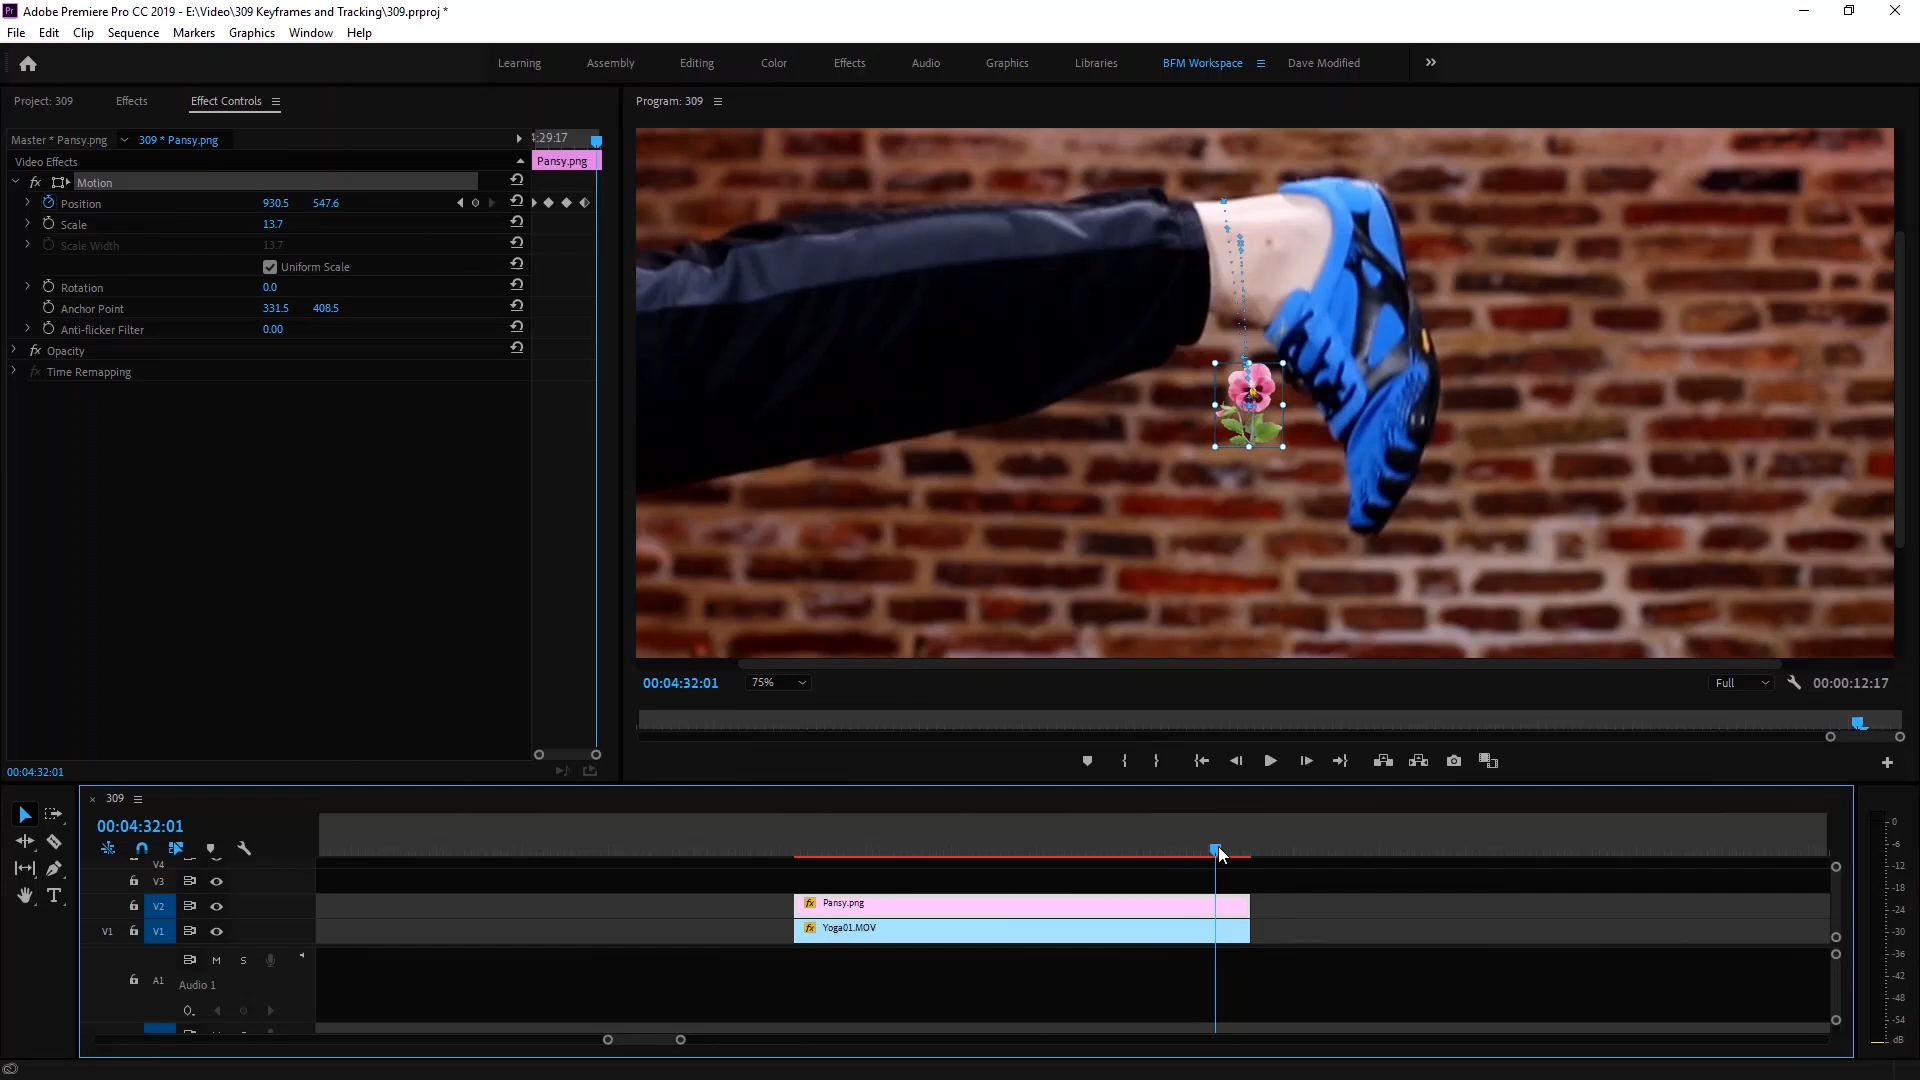 Adobe Premiere Pro CC 2019 - E:\Video\309 Keyframes and Tracking\309.prproj *
File Edit Clip Sequence Markers Graphics Window Help
Learning Assembly Editing Color Effects Audio Graphics Libraries BFM Workspace Dave Modified
Project: 309 Effects Effect Controls
Program: 309
Master * Pansy.png 309 * Pansy.png
:29:17
Video Effects
Pansy.png
fx Motion
Position 930.5 547.6
Scale 13.7
Scale Width 13.7
Uniform Scale
Rotation 0.0
Anchor Point 331.5 408.5
Anti-flicker Filter 0.00
fx Opacity
fx Time Remapping
00:04:32:01 75% Full 00:00:12:17
00:04:32:01
309
00:04:32:01
V4
V3
V2 fx Pansy.png
V1 V1 fx Yoga01.MOV
M S
A1 Audio 1
0
-6
-12
-18
-24
-30
-36
-42
-48
-54
dB